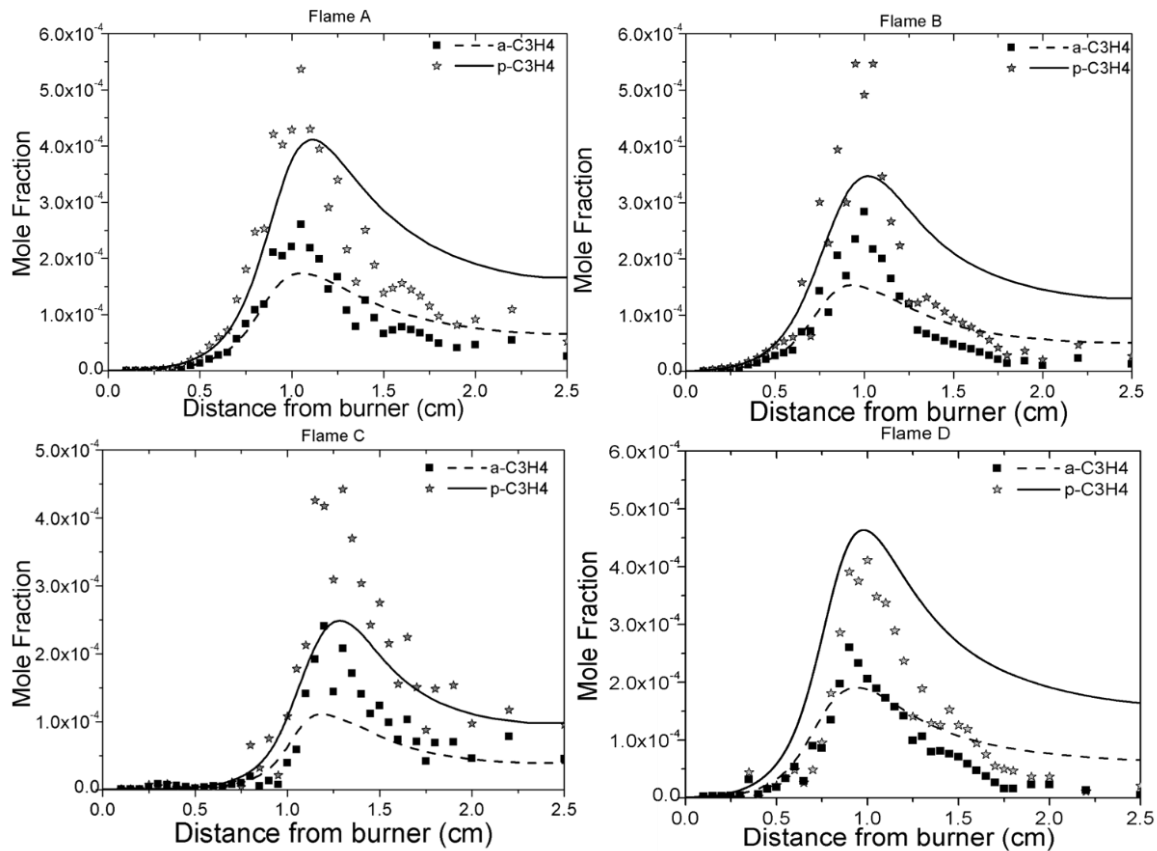 Flame A
6.0x10⁻⁴
5.0x10⁻⁴
4.0x10⁻⁴
3.0x10⁻⁴
2.0x10⁻⁴
1.0x10⁻⁴
0.0
Mole Fraction
a-C3H4
p-C3H4
0.0 0.5 1.0 1.5 2.0 2.5
Distance from burner (cm)
Flame B
6.0x10⁻⁴
5.0x10⁻⁴
4.0x10⁻⁴
3.0x10⁻⁴
2.0x10⁻⁴
1.0x10⁻⁴
0.0
Mole Fraction
a-C3H4
p-C3H4
0.0 0.5 1.0 1.5 2.0 2.5
Distance from burner (cm)
Flame C
5.0x10⁻⁴
4.0x10⁻⁴
3.0x10⁻⁴
2.0x10⁻⁴
1.0x10⁻⁴
0.0
Mole Fraction
a-C3H4
p-C3H4
0.0 0.5 1.0 1.5 2.0 2.5
Distance from burner (cm)
Flame D
6.0x10⁻⁴
5.0x10⁻⁴
4.0x10⁻⁴
3.0x10⁻⁴
2.0x10⁻⁴
1.0x10⁻⁴
0.0
Mole Fraction
a-C3H4
p-C3H4
0.0 0.5 1.0 1.5 2.0 2.5
Distance from burner (cm)